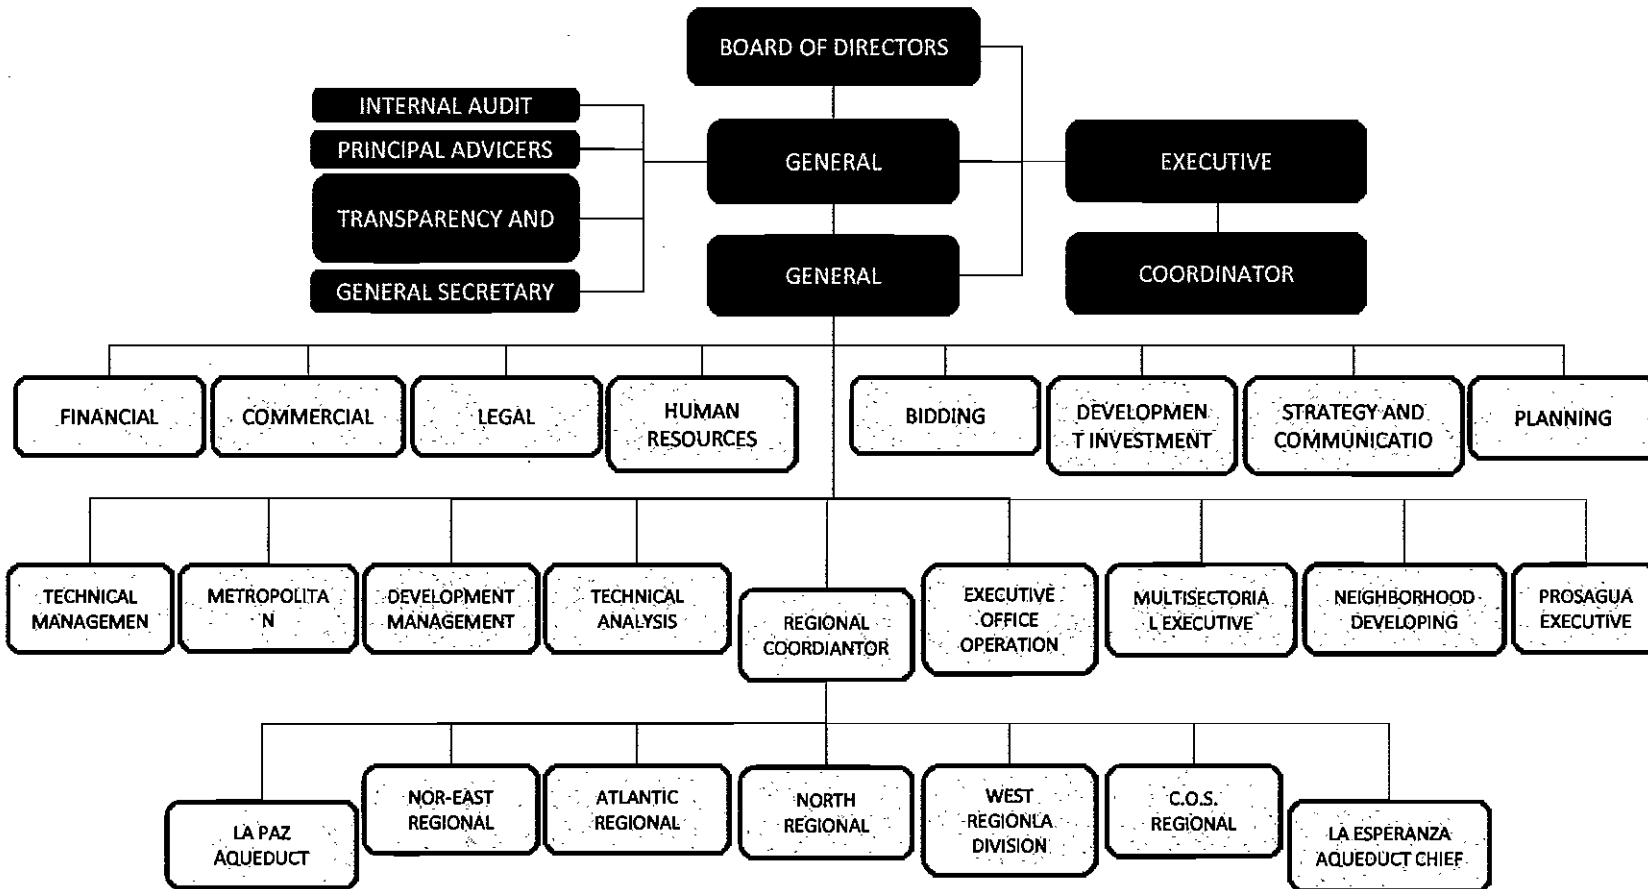 BOARD OF DIRECTORS
INTERNAL AUDIT
PRINCIPAL ADVICERS
TRANSPARENCY AND
GENERAL SECRETARY
GENERAL
GENERAL
EXECUTIVE
COORDINATOR
FINANCIAL
COMMERCIAL
LEGAL
HUMAN
RESOURCES
BIDDING
DEVELOPMEN
T INVESTMENT
STRATEGY AND
COMMUNICATIO
PLANNING
TECHNICAL
MANAGEMEN
METROPOLITA
N
DEVELOPMENT
MANAGEMENT
TECHNICAL
ANALYSIS
REGIONAL
COORDIANTOR
EXECUTIVE
OFFICE
OPERATION
MULTISECTORIA
L EXECUTIVE
NEIGHBORHOOD
DEVELOPING
PROSAGUA
EXECUTIVE
LA PAZ
AQUEDUCT
NOR-EAST
REGIONAL
ATLANTIC
REGIONAL
NORTH
REGIONAL
WEST
REGIONLA
DIVISION
C.O.S.
REGIONAL
LA ESPERANZA
AQUEDUCT CHIEF